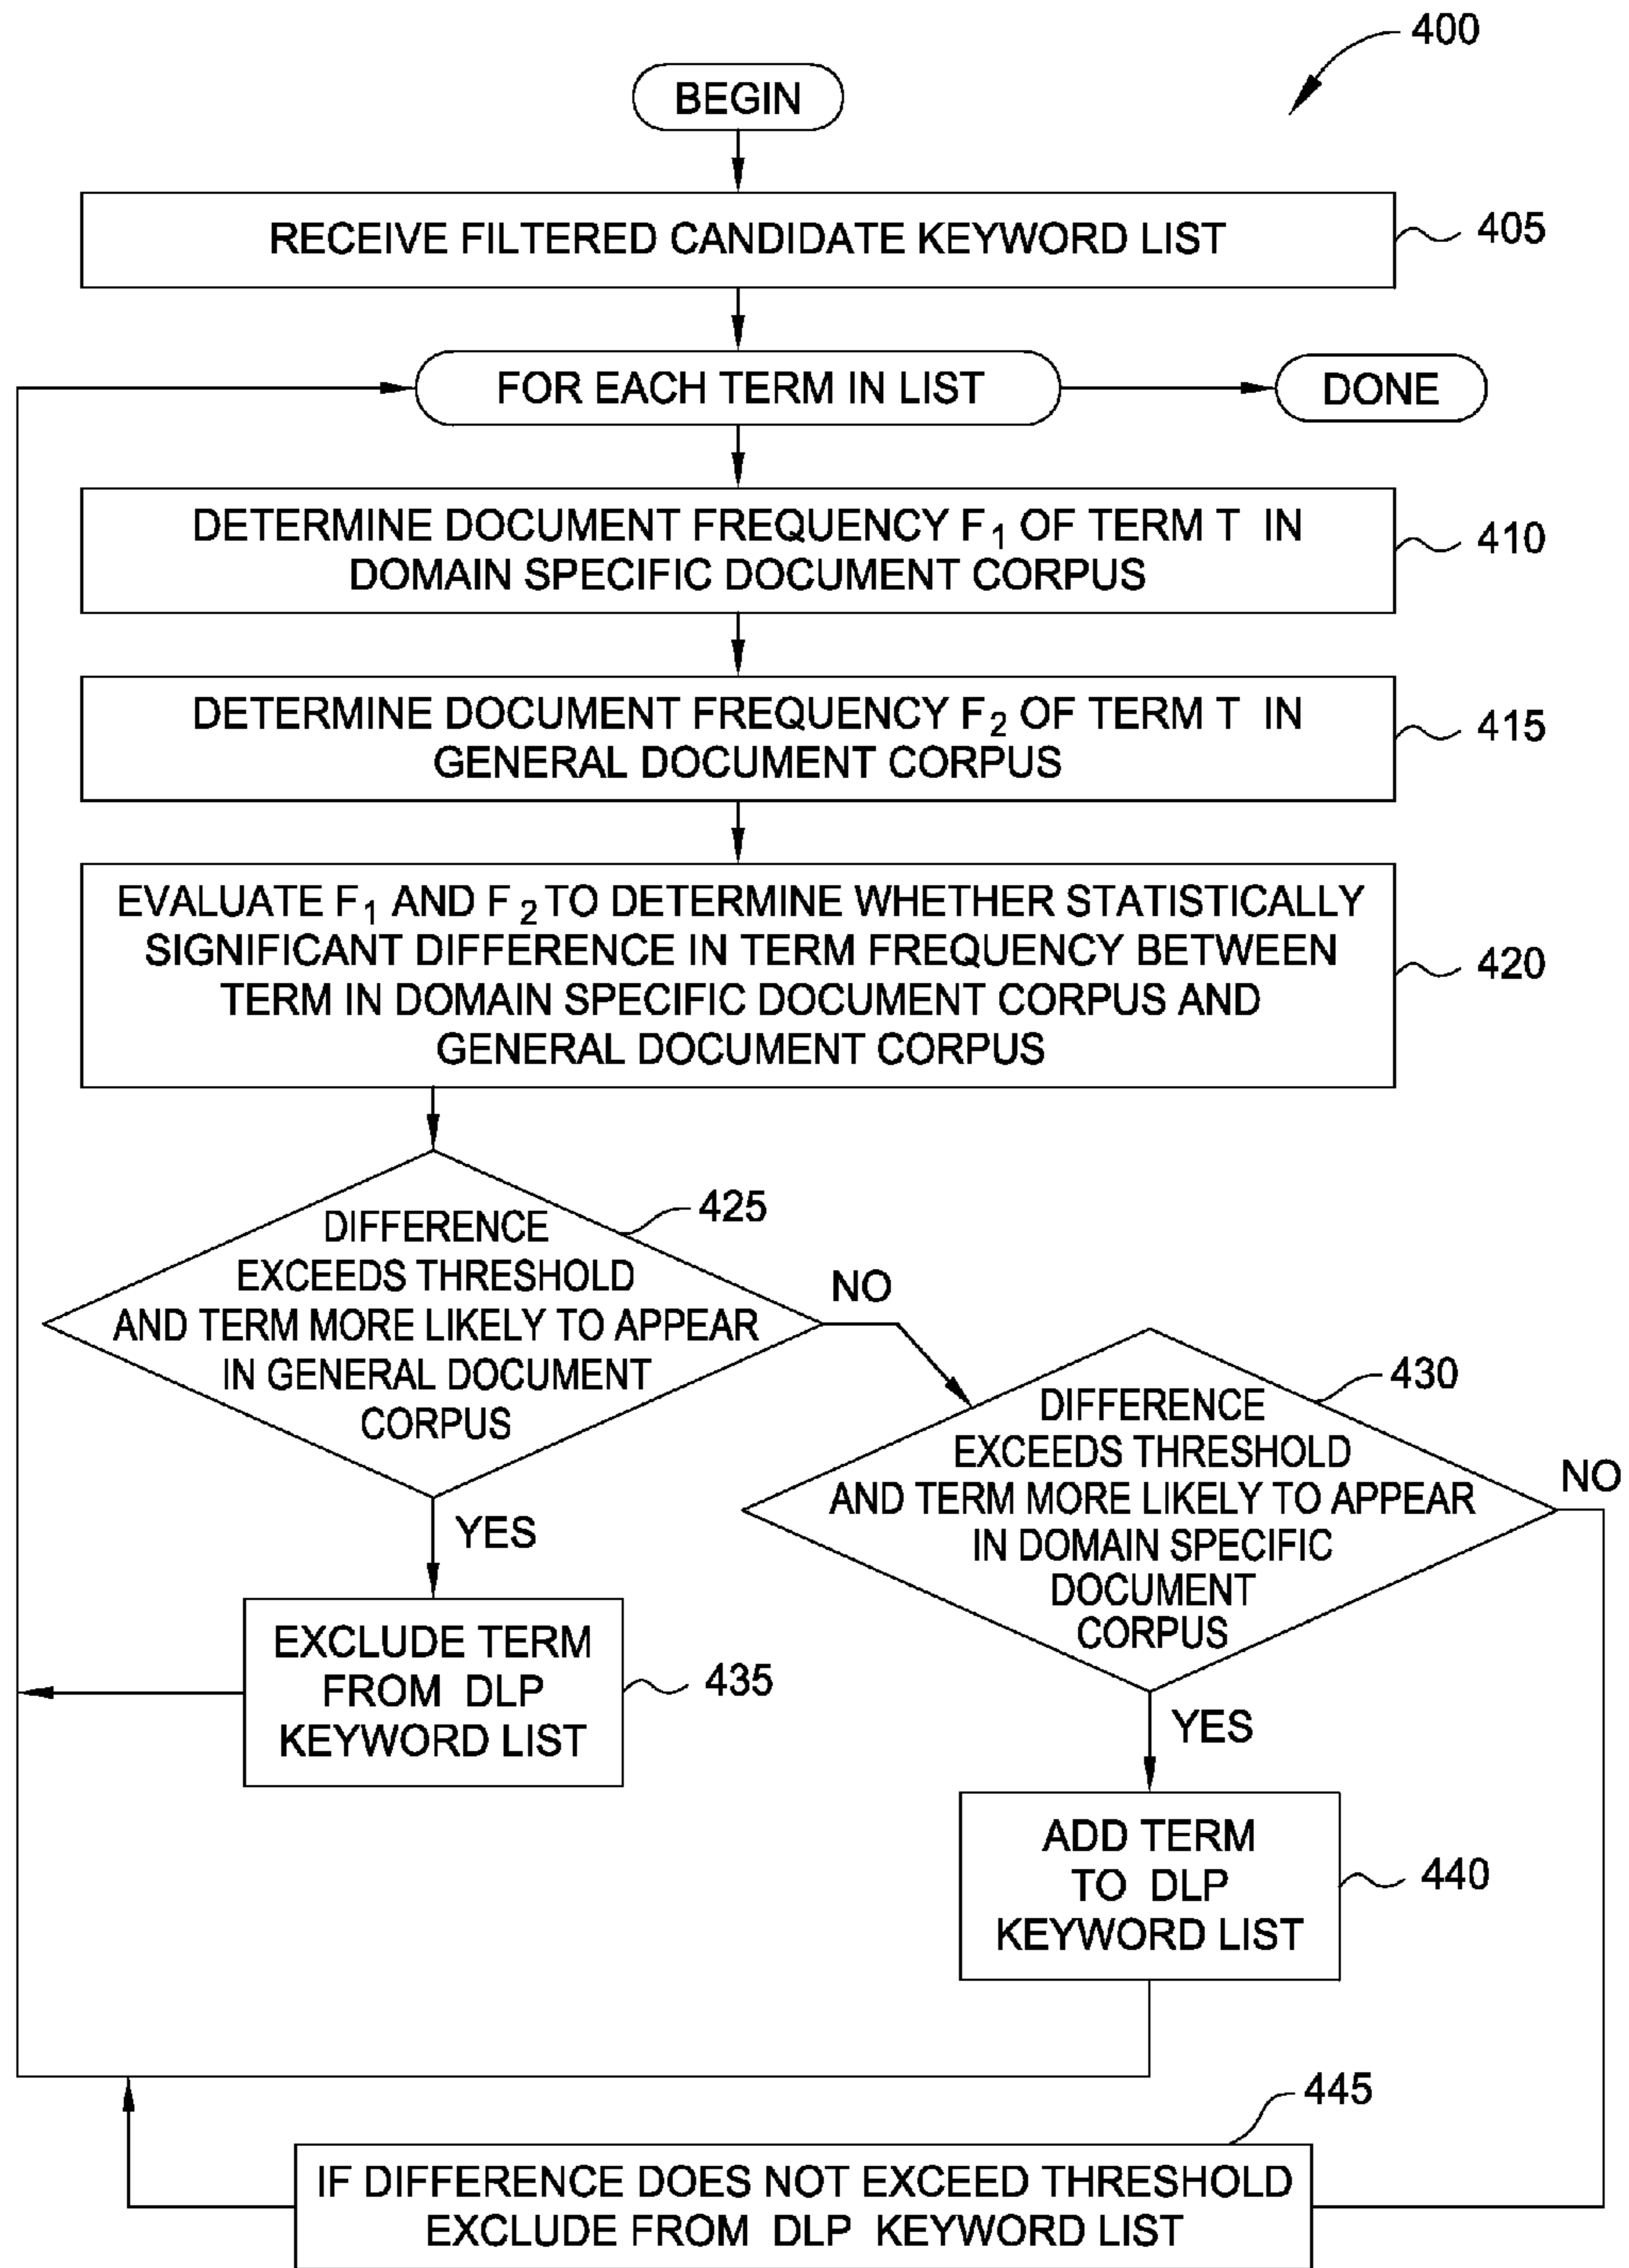 400
BEGIN
RECEIVE FILTERED CANDIDATE KEYWORD LIST
405
FOR EACH TERM IN LIST
DONE
DETERMINE DOCUMENT FREQUENCY F1 OF TERM T IN
DOMAIN SPECIFIC DOCUMENT CORPUS
410
DETERMINE DOCUMENT FREQUENCY F2 OF TERM T IN
GENERAL DOCUMENT CORPUS
415
EVALUATE F1 AND F2 TO DETERMINE WHETHER STATISTICALLY
SIGNIFICANT DIFFERENCE IN TERM FREQUENCY BETWEEN
TERM IN DOMAIN SPECIFIC DOCUMENT CORPUS AND
GENERAL DOCUMENT CORPUS
420
DIFFERENCE
EXCEEDS THRESHOLD
AND TERM MORE LIKELY TO APPEAR
IN GENERAL DOCUMENT
CORPUS
425
NO
DIFFERENCE
EXCEEDS THRESHOLD
AND TERM MORE LIKELY TO APPEAR
IN DOMAIN SPECIFIC
DOCUMENT
CORPUS
430
NO
YES
EXCLUDE TERM
FROM DLP
KEYWORD LIST
435
YES
ADD TERM
TO DLP
KEYWORD LIST
440
445
IF DIFFERENCE DOES NOT EXCEED THRESHOLD
EXCLUDE FROM DLP KEYWORD LIST